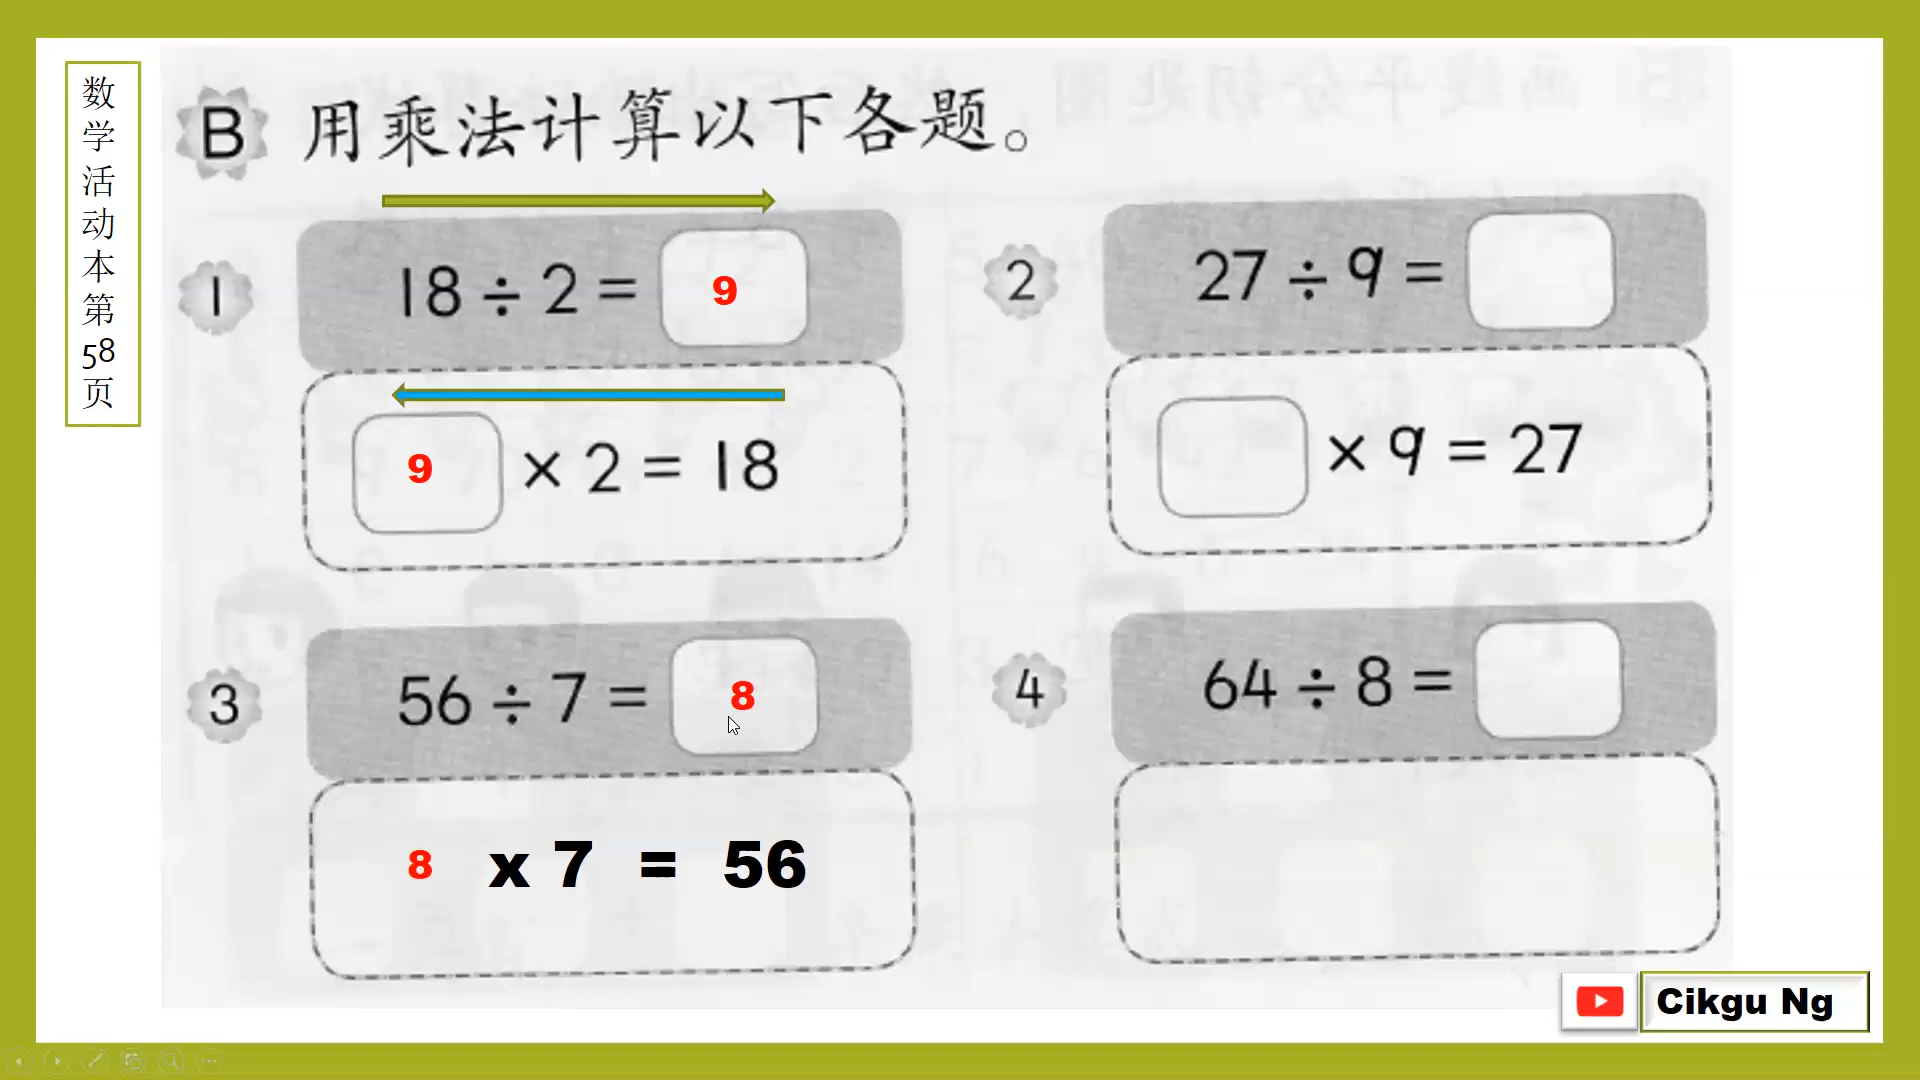 数学活动本第58页
B 用乘法计算以下各题。
1 18 ÷ 2 = 9
9 × 2 = 18
2 27 ÷ 9 =
× 9 = 27
3 56 ÷ 7 = 8
8 x 7 = 56
4 64 ÷ 8 =
Cikgu Ng